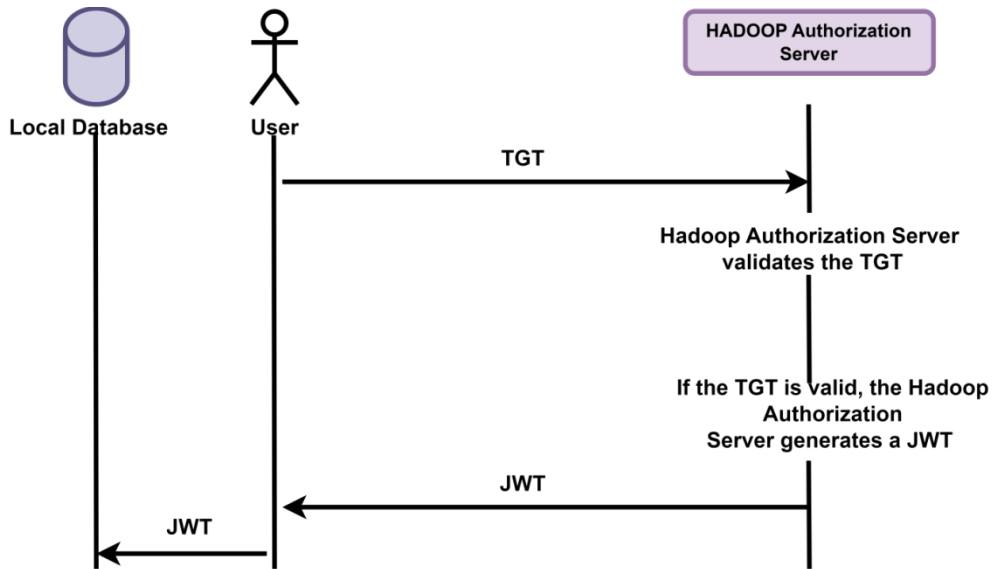 HADOOP Authorization
Server
Local Database
User
TGT
Hadoop Authorization Server
validates the TGT
If the TGT is valid, the Hadoop
Authorization
Server generates a JWT
JWT
JWT